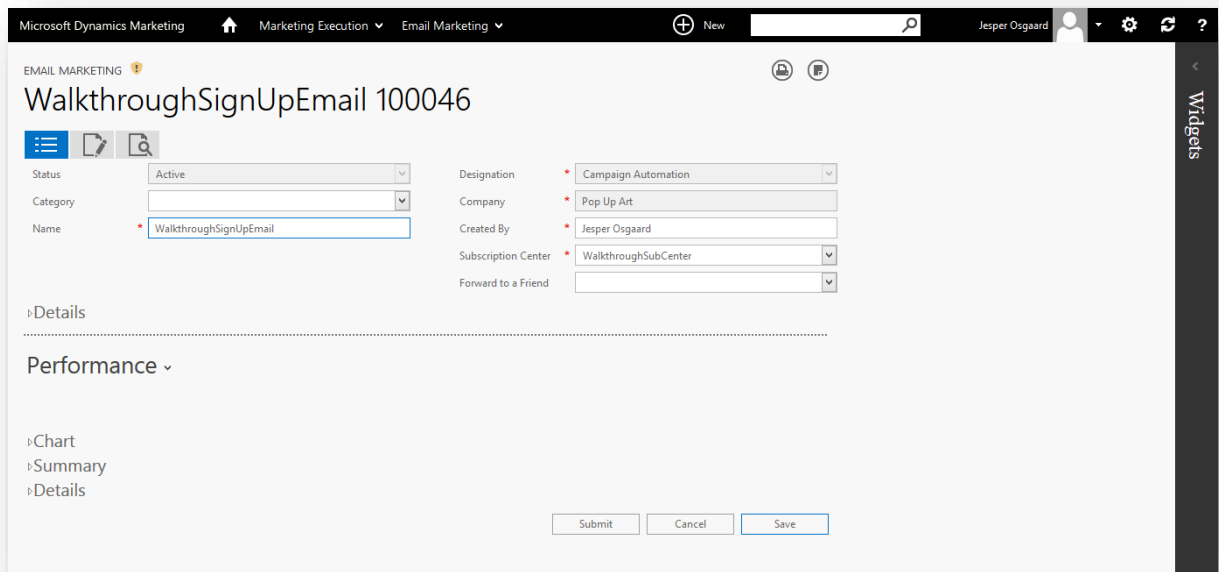 Microsoft Dynamics Marketing Marketing Execution Email Marketing New Jesper Osgaard ?
EMAIL MARKETING
WalkthroughSignUpEmail 100046
Status Active Designation * Campaign Automation
Category Company * Pop Up Art
Name * WalkthroughSignUpEmail Created By * Jesper Osgaard
Subscription Center * WalkthroughSubCenter
Forward to a Friend
Details
Performance
Chart
Summary
Details
Submit Cancel Save
Widgets